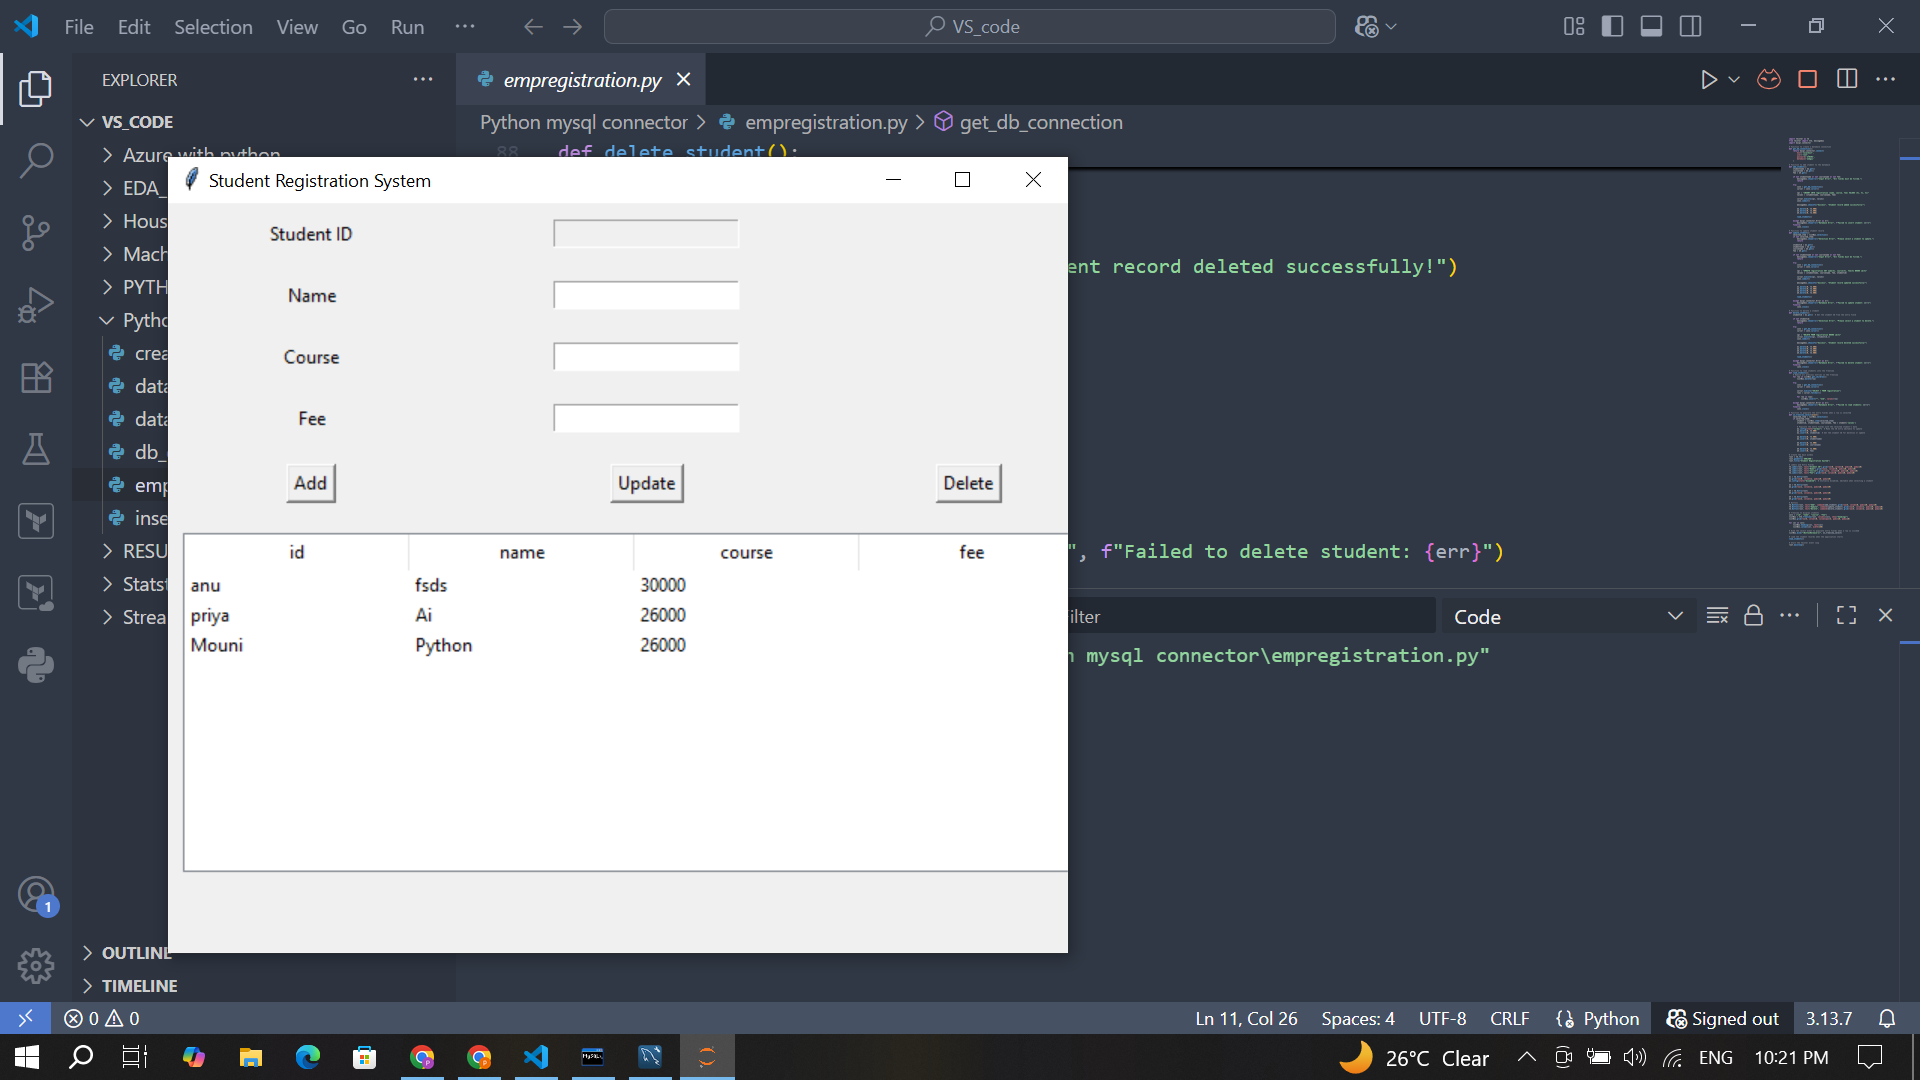 File Edit Selection View Go Run ··· VS_code
EXPLORER ···
empregistration.py
VS_CODE
Python mysql connector > empregistration.py > get_db_connection
Azure with python
88 def delete_student():
Student Registration System
EDA_
Hous
Mach
PYTH
Pytho
crea
data
data
db_
emp
inse
RESU
Statst
Strea
Student ID
Name
Course
Fee
Add Update Delete
id name course fee
anu fsds 30000
priya Ai 26000
Mouni Python 26000
ent record deleted successfully!")
", f"Failed to delete student: {err}")
ilter Code
n mysql connector\empregistration.py"
1
OUTLINE
TIMELINE
0 0 Ln 11, Col 26 Spaces: 4 UTF-8 CRLF Python Signed out 3.13.7
26°C Clear ENG 10:21 PM